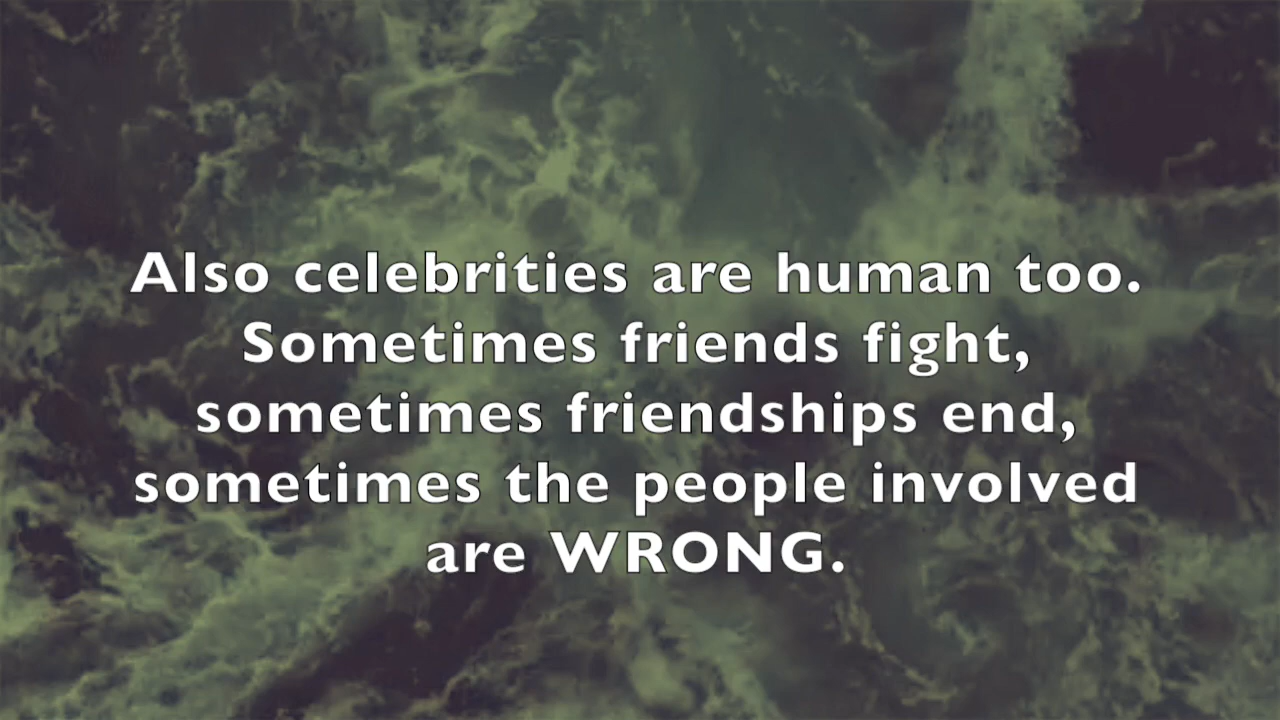 Also celebrities are human too.
Sometimes friends fight,
sometimes friendships end,
sometimes the people involved
are WRONG.